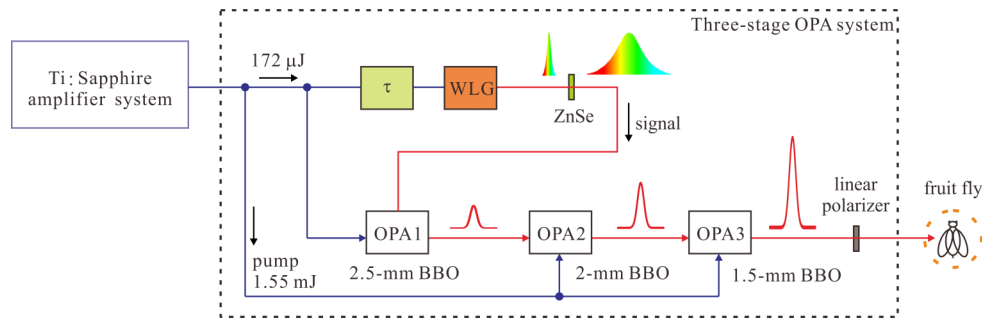 Three-stage OPA system
Ti: Sapphire
amplifier system
172 µJ
τ
WLG
ZnSe
signal
linear
polarizer
fruit fly
OPA1
OPA2
OPA3
pump
1.55 mJ
2.5-mm BBO
2-mm BBO
1.5-mm BBO